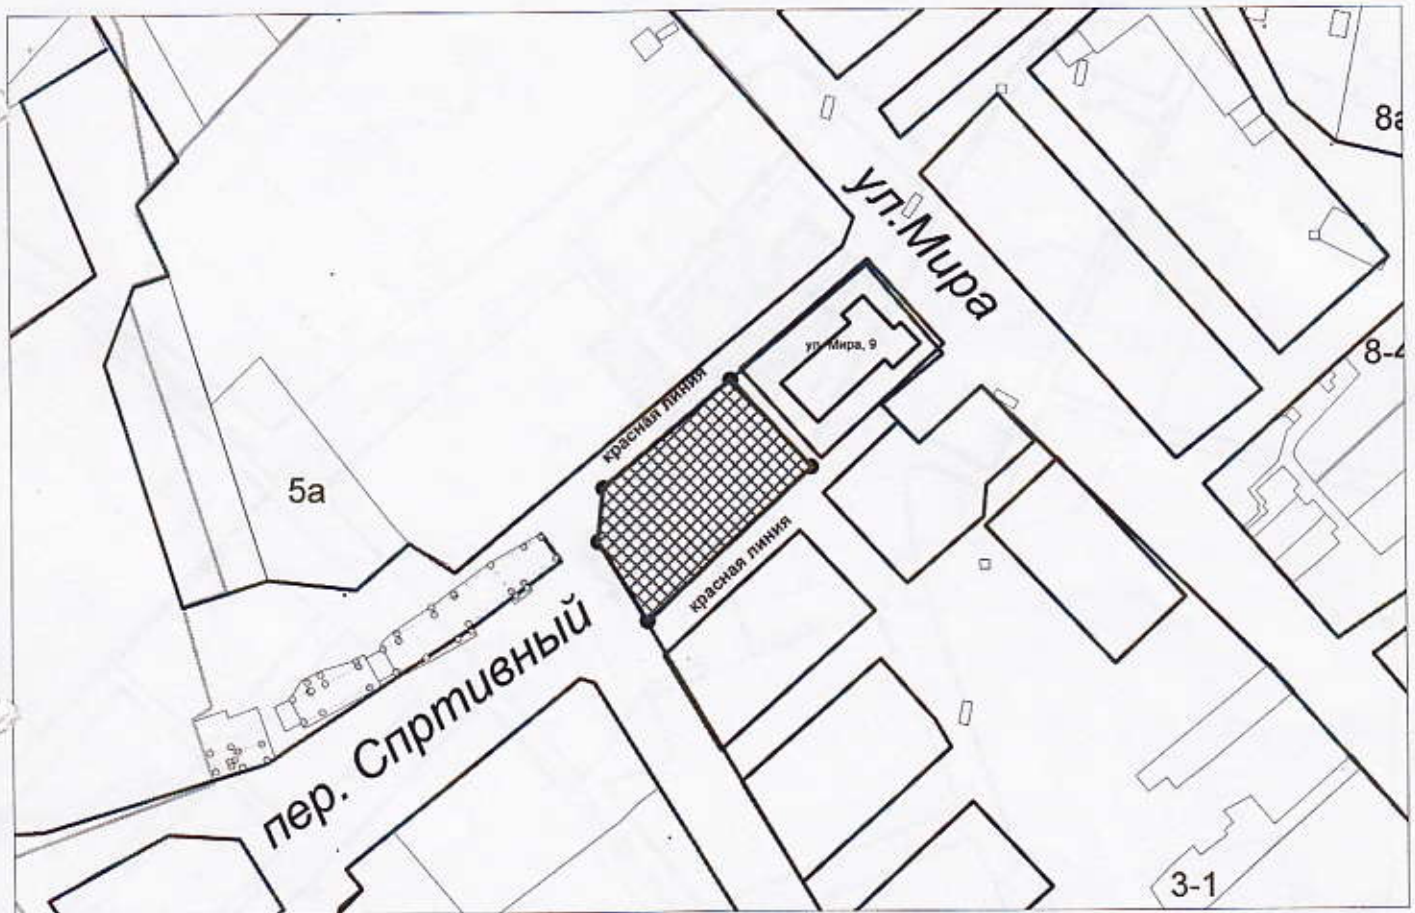 8а
ул.Мира
ул. Мира, 9
8-4
красная линия
5а
красная линия
пер. Спртивный
3-1